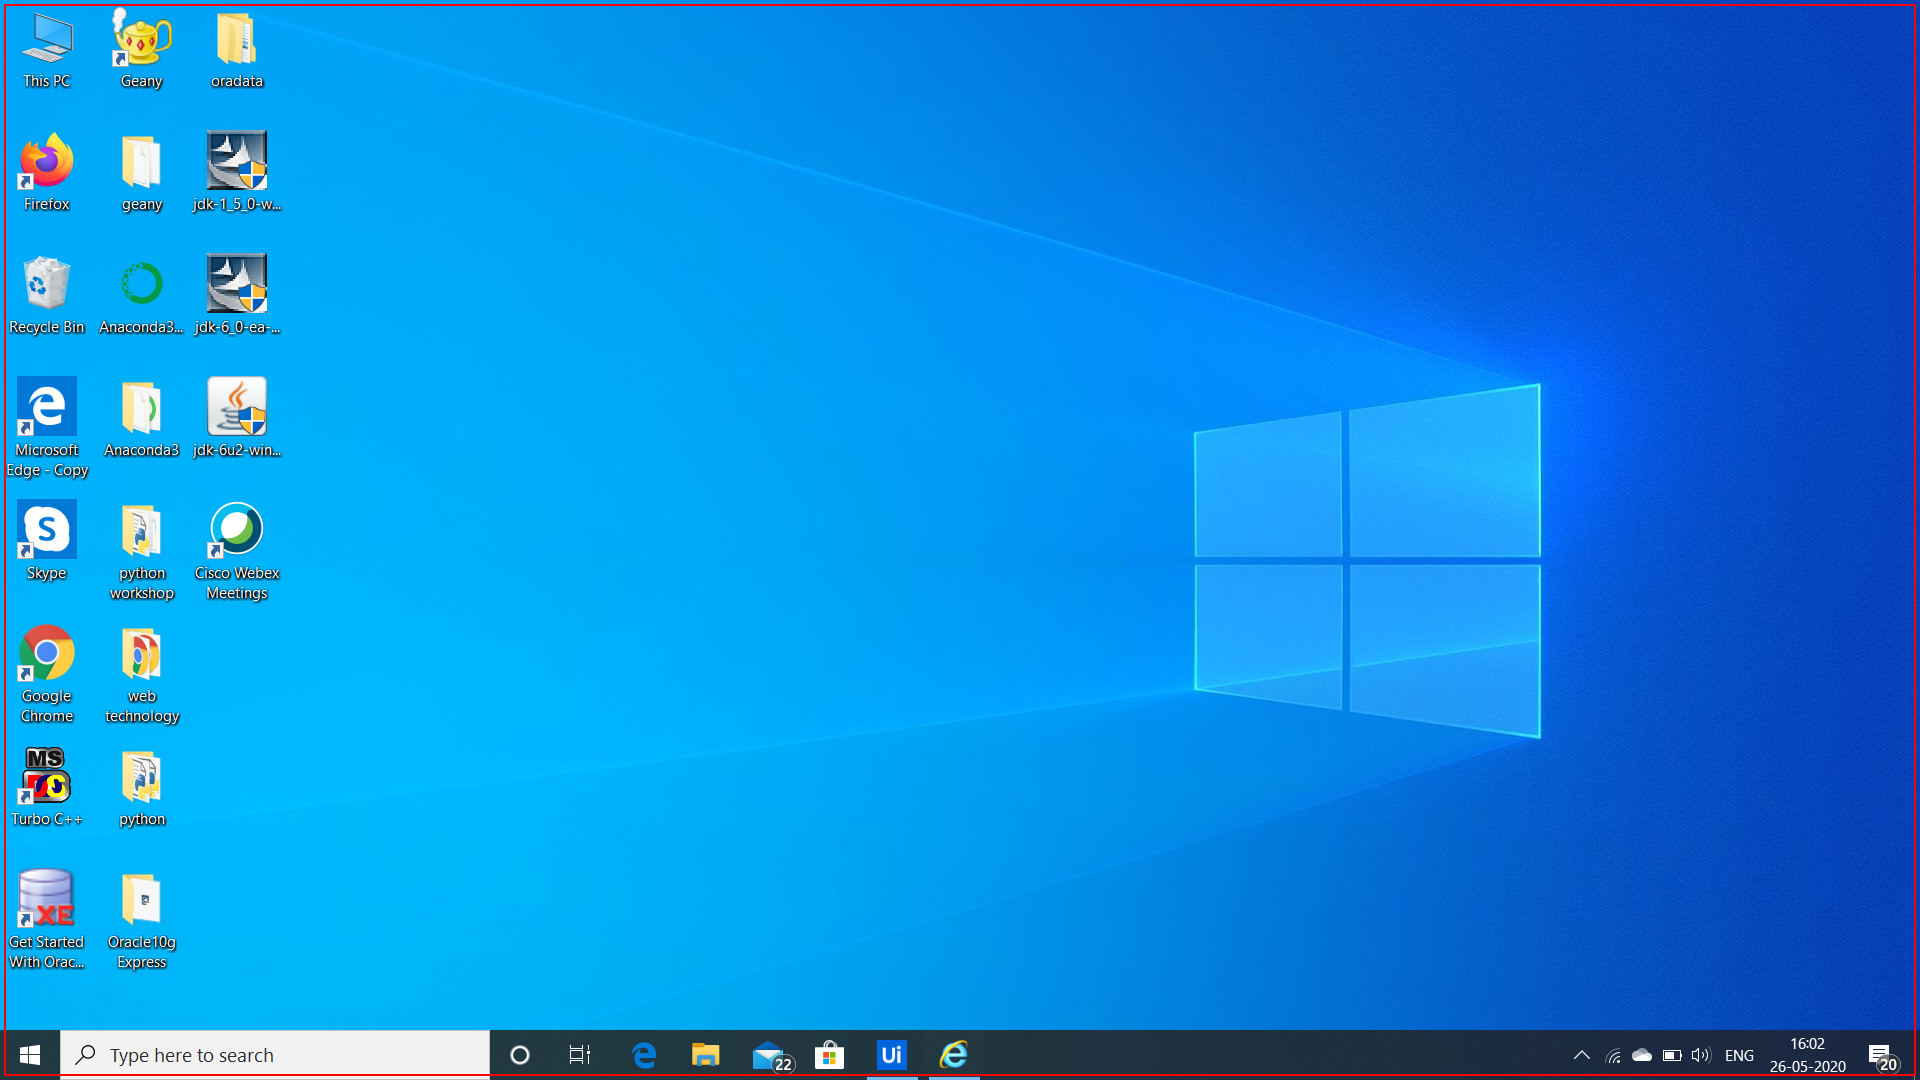 This PC
Geany
oradata
Firefox
geany
jdk-1_5_0-w...
Recycle Bin
Anaconda3...
jdk-6_0-ea-...
Microsoft
Edge - Copy
Anaconda3
jdk-6u2-win...
Skype
python
workshop
Cisco Webex
Meetings
Google
Chrome
web
technology
MS
Turbo C++
python
XE
Get Started
With Orac...
Oracle10g
Express
Type here to search
22
Ui
ENG
16:02
26-05-2020
20